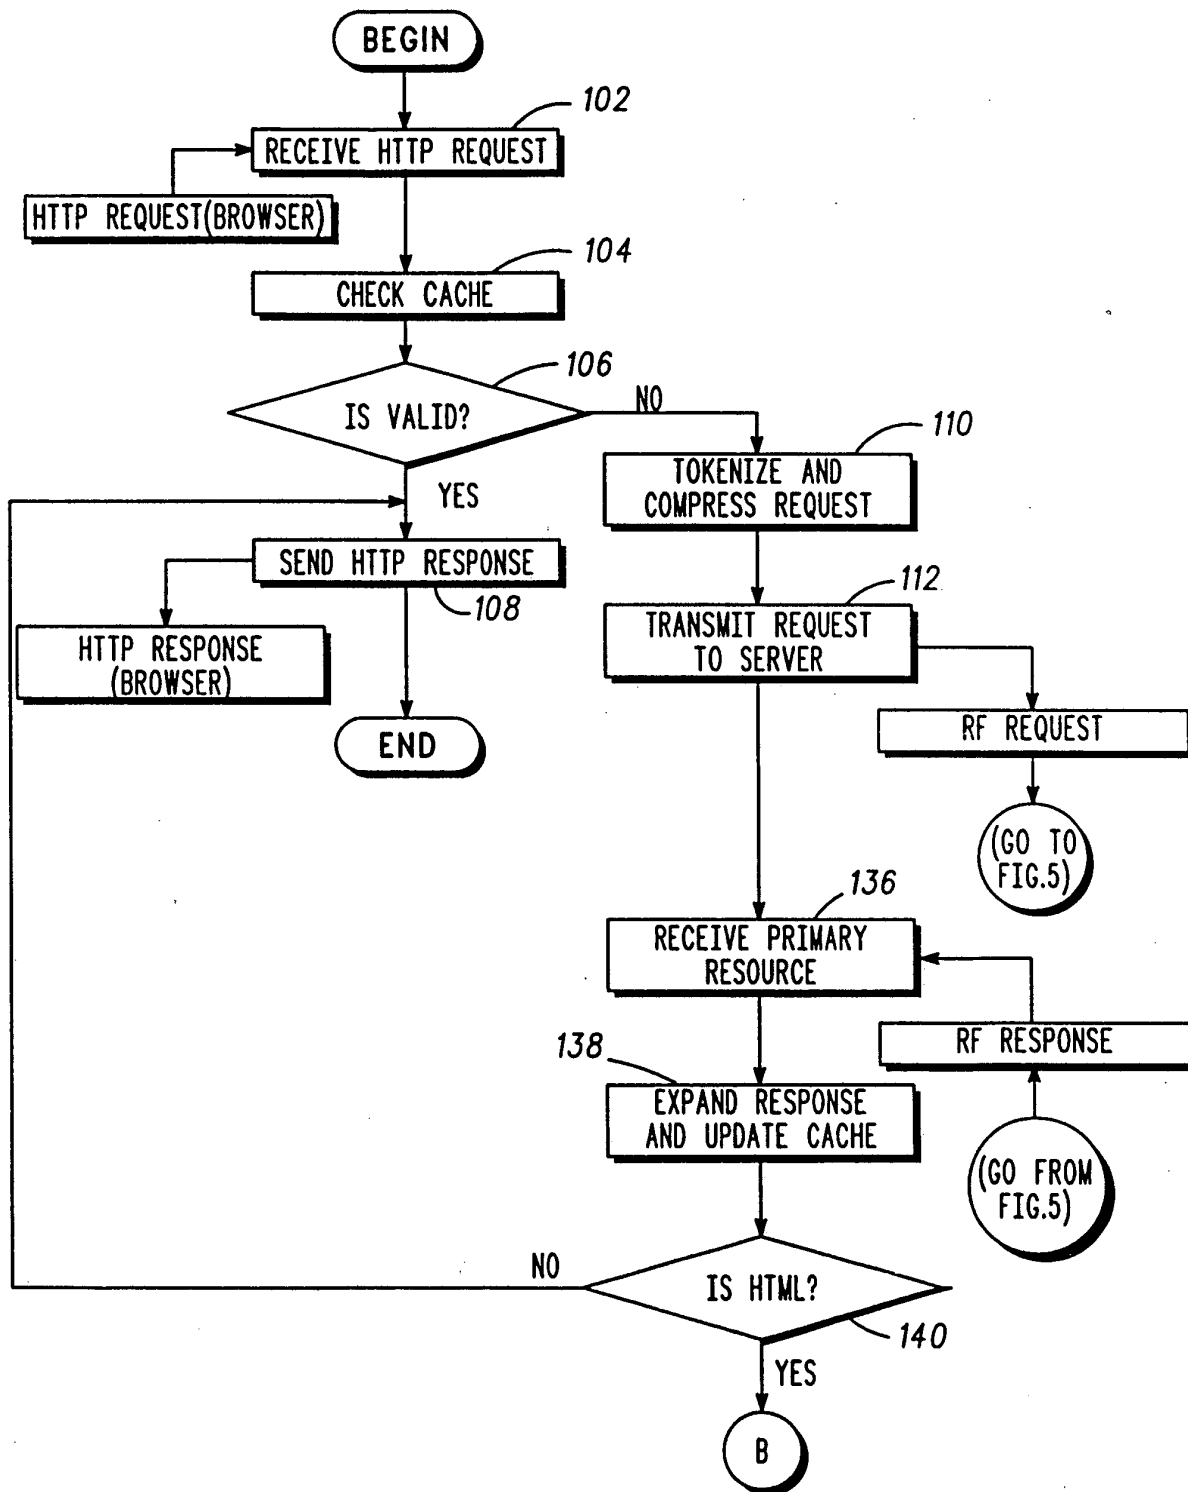 BEGIN
102
RECEIVE HTTP REQUEST
HTTP REQUEST(BROWSER)
104
CHECK CACHE
106
IS VALID?
NO
YES
110
TOKENIZE AND
COMPRESS REQUEST
SEND HTTP RESPONSE
108
HTTP RESPONSE
(BROWSER)
END
112
TRANSMIT REQUEST
TO SERVER
RF REQUEST
(GO TO
FIG.5)
136
RECEIVE PRIMARY
RESOURCE
RF RESPONSE
(GO FROM
FIG.5)
138
EXPAND RESPONSE
AND UPDATE CACHE
NO
IS HTML?
140
YES
B